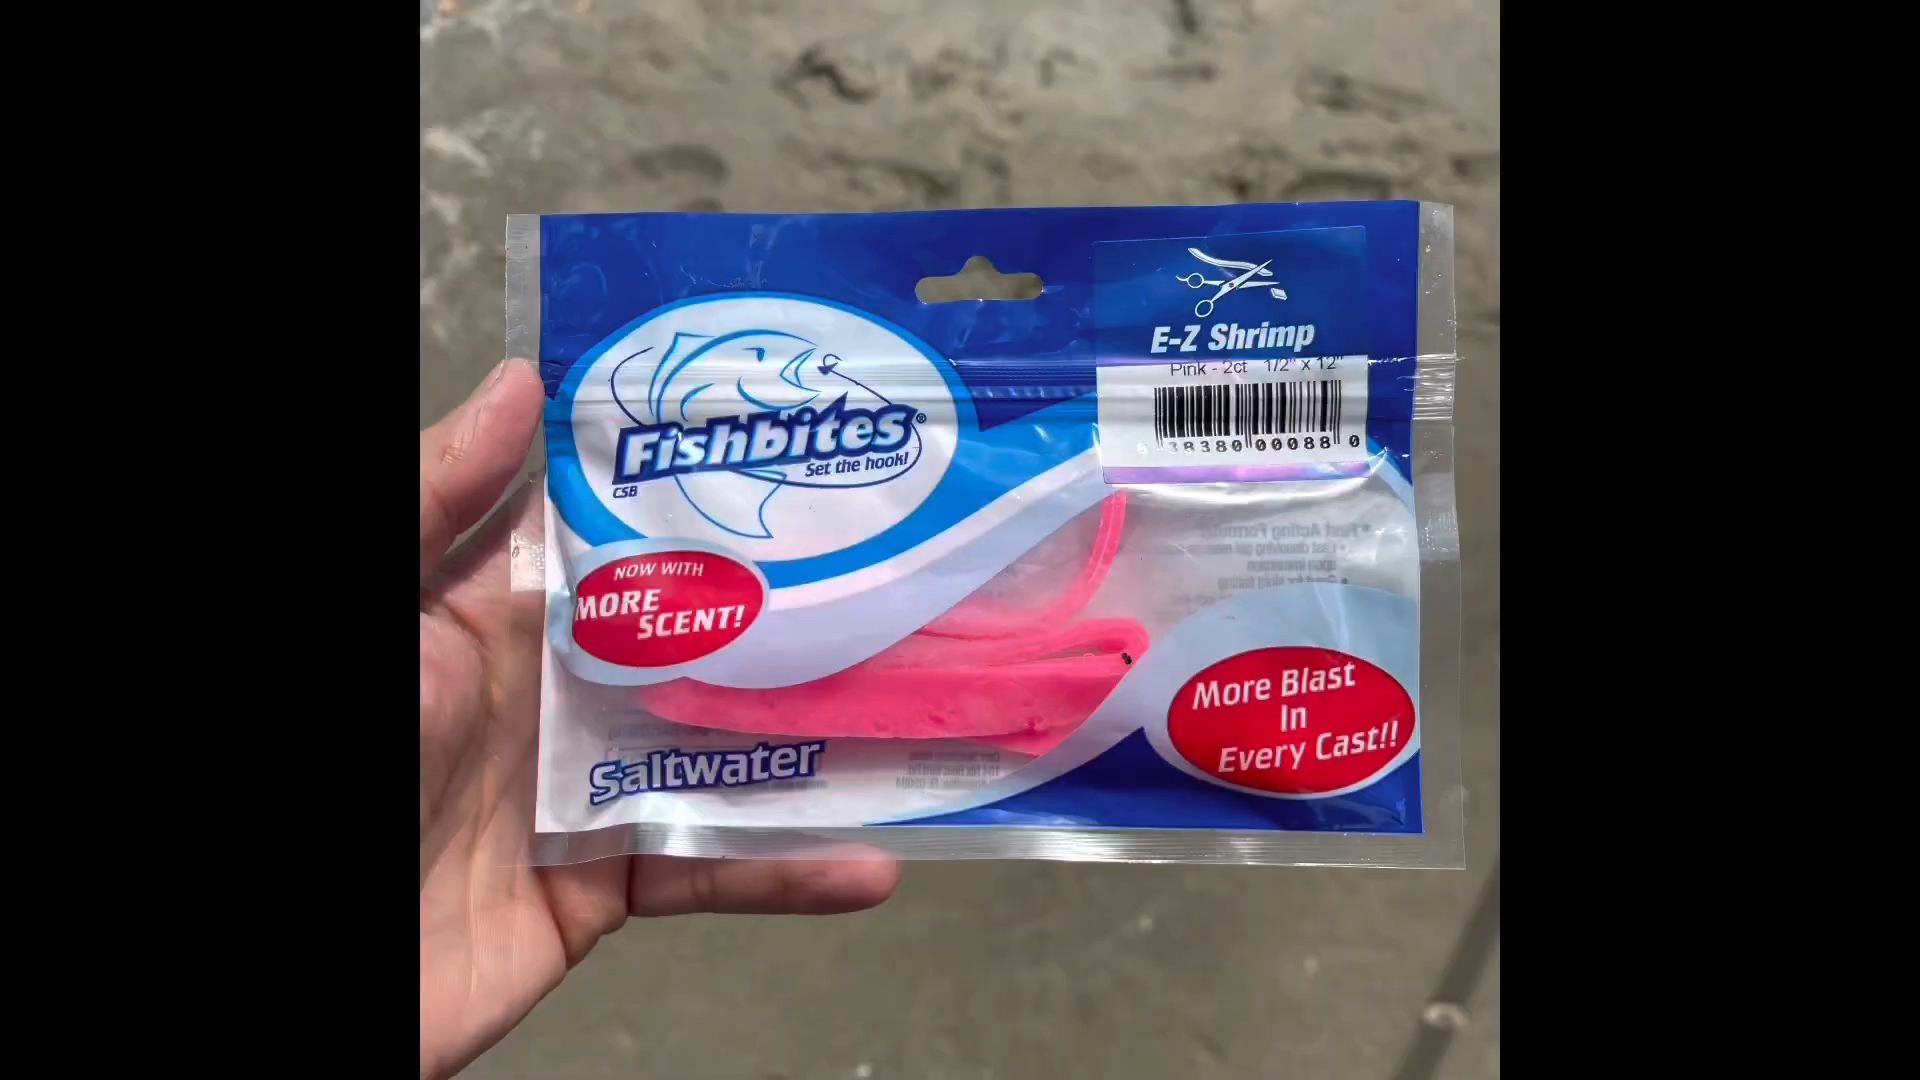 E-Z Shrimp
Pink - 2ct 1/2" x 12"
0 38380 00088 0
Fishbites®
Set the hook!
CSB
NOW WITH
MORE
SCENT!
More Blast
In
Every Cast!!
Saltwater